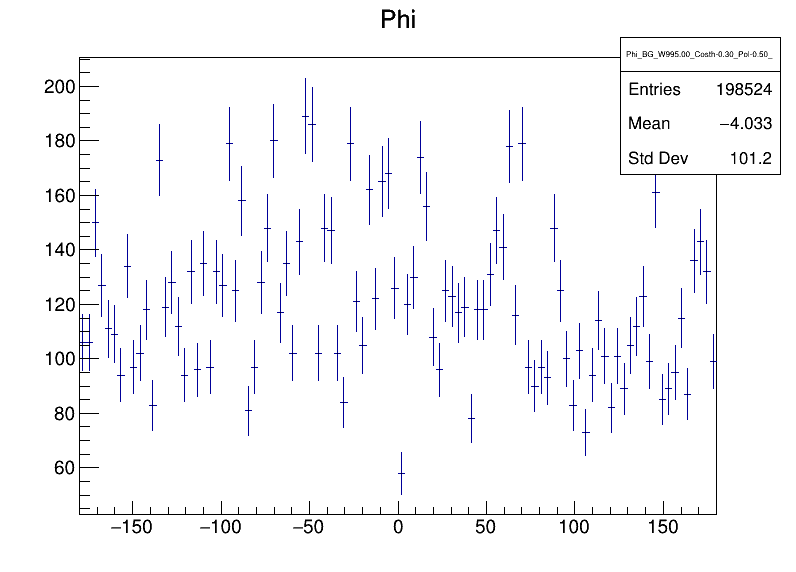 Phi
Phi_BG_W995.00_Costh-0.30_Pol-0.50_
Entries 198524
Mean −4.033
Std Dev 101.2
200
180
160
140
120
100
80
60
−150 −100 −50 0 50 100 150